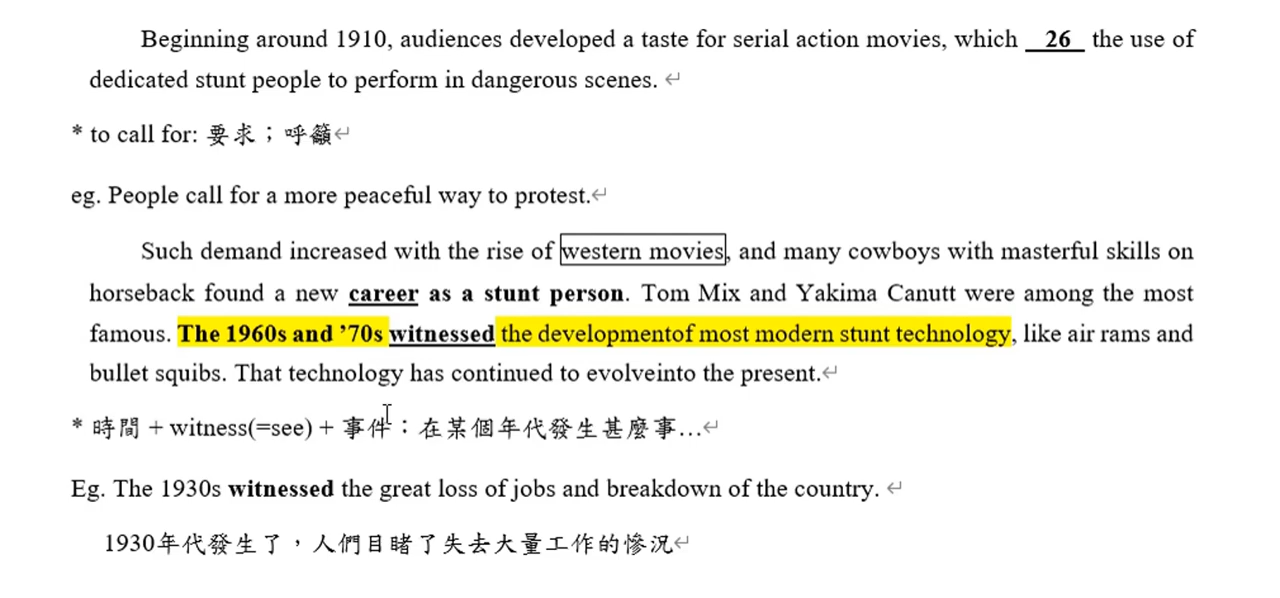 Beginning around 1910, audiences developed a taste for serial action movies, which __26__ the use of
dedicated stunt people to perform in dangerous scenes. ↵
* to call for: 要求；呼籲↵
eg. People call for a more peaceful way to protest.↵
Such demand increased with the rise of western movies, and many cowboys with masterful skills on
horseback found a new career as a stunt person. Tom Mix and Yakima Canutt were among the most
famous. The 1960s and ’70s witnessed the developmentof most modern stunt technology, like air rams and
bullet squibs. That technology has continued to evolveinto the present.↵
* 時間 + witness(=see) + 事件：在某個年代發生甚麼事…↵
Eg. The 1930s witnessed the great loss of jobs and breakdown of the country. ↵
1930年代發生了，人們目睹了失去大量工作的慘況↵